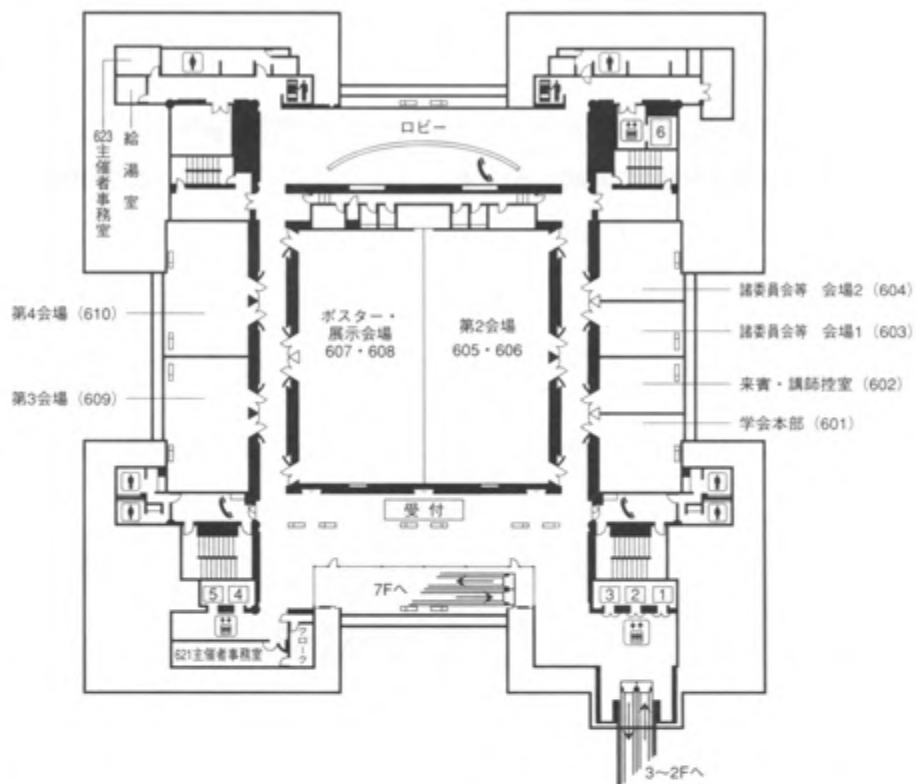 ロビー
6
623
主催者事務室
給湯室
第4会場（610）
第3会場（609）
ポスター・
展示会場
607・608
第2会場
605・606
諸委員会等　会場2（604）
諸委員会等　会場1（603）
来賓・講師控室（602）
学会本部（601）
受付
7Fへ
5 4
3 2 1
621主催者事務室
クローク
3〜2Fへ